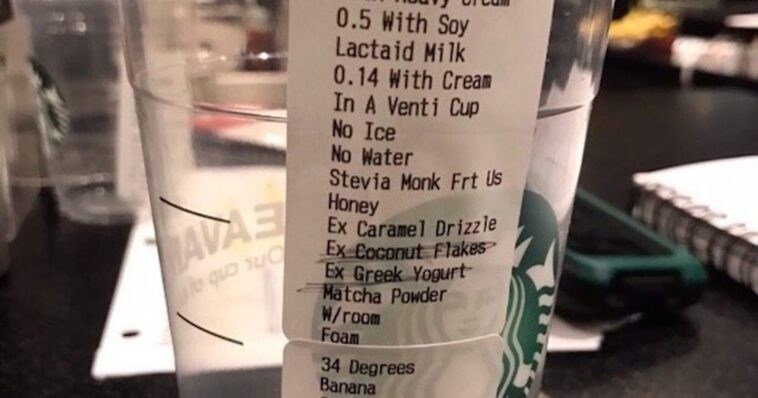 Heavy Cream
0.5 With Soy
Lactaid Milk
0.14 With Cream
In A Venti Cup
No Ice
No Water
Stevia Monk Frt Us
Honey
Ex Caramel Drizzle
Ex Coconut Flakes
Ex Greek Yogurt
Matcha Powder
W/room
Foam
34 Degrees
Banana